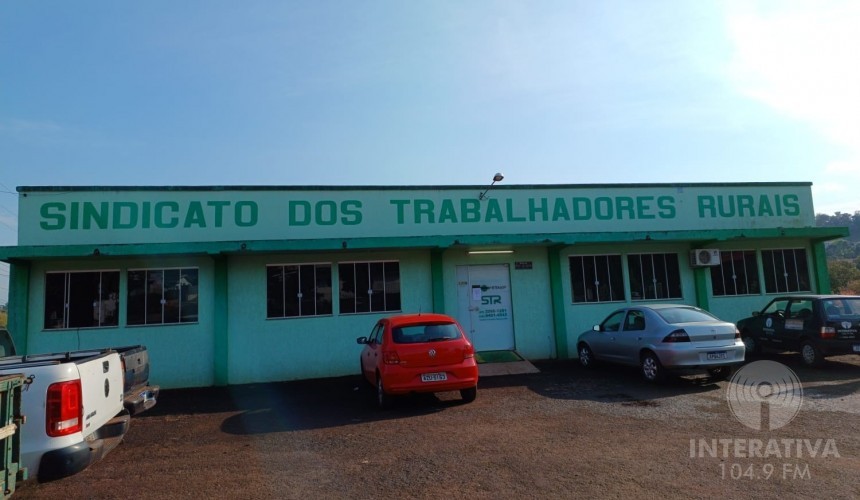 SINDICATO DOS TRABALHADORES RURAIS
STR
INTERATIVA
104.9 FM